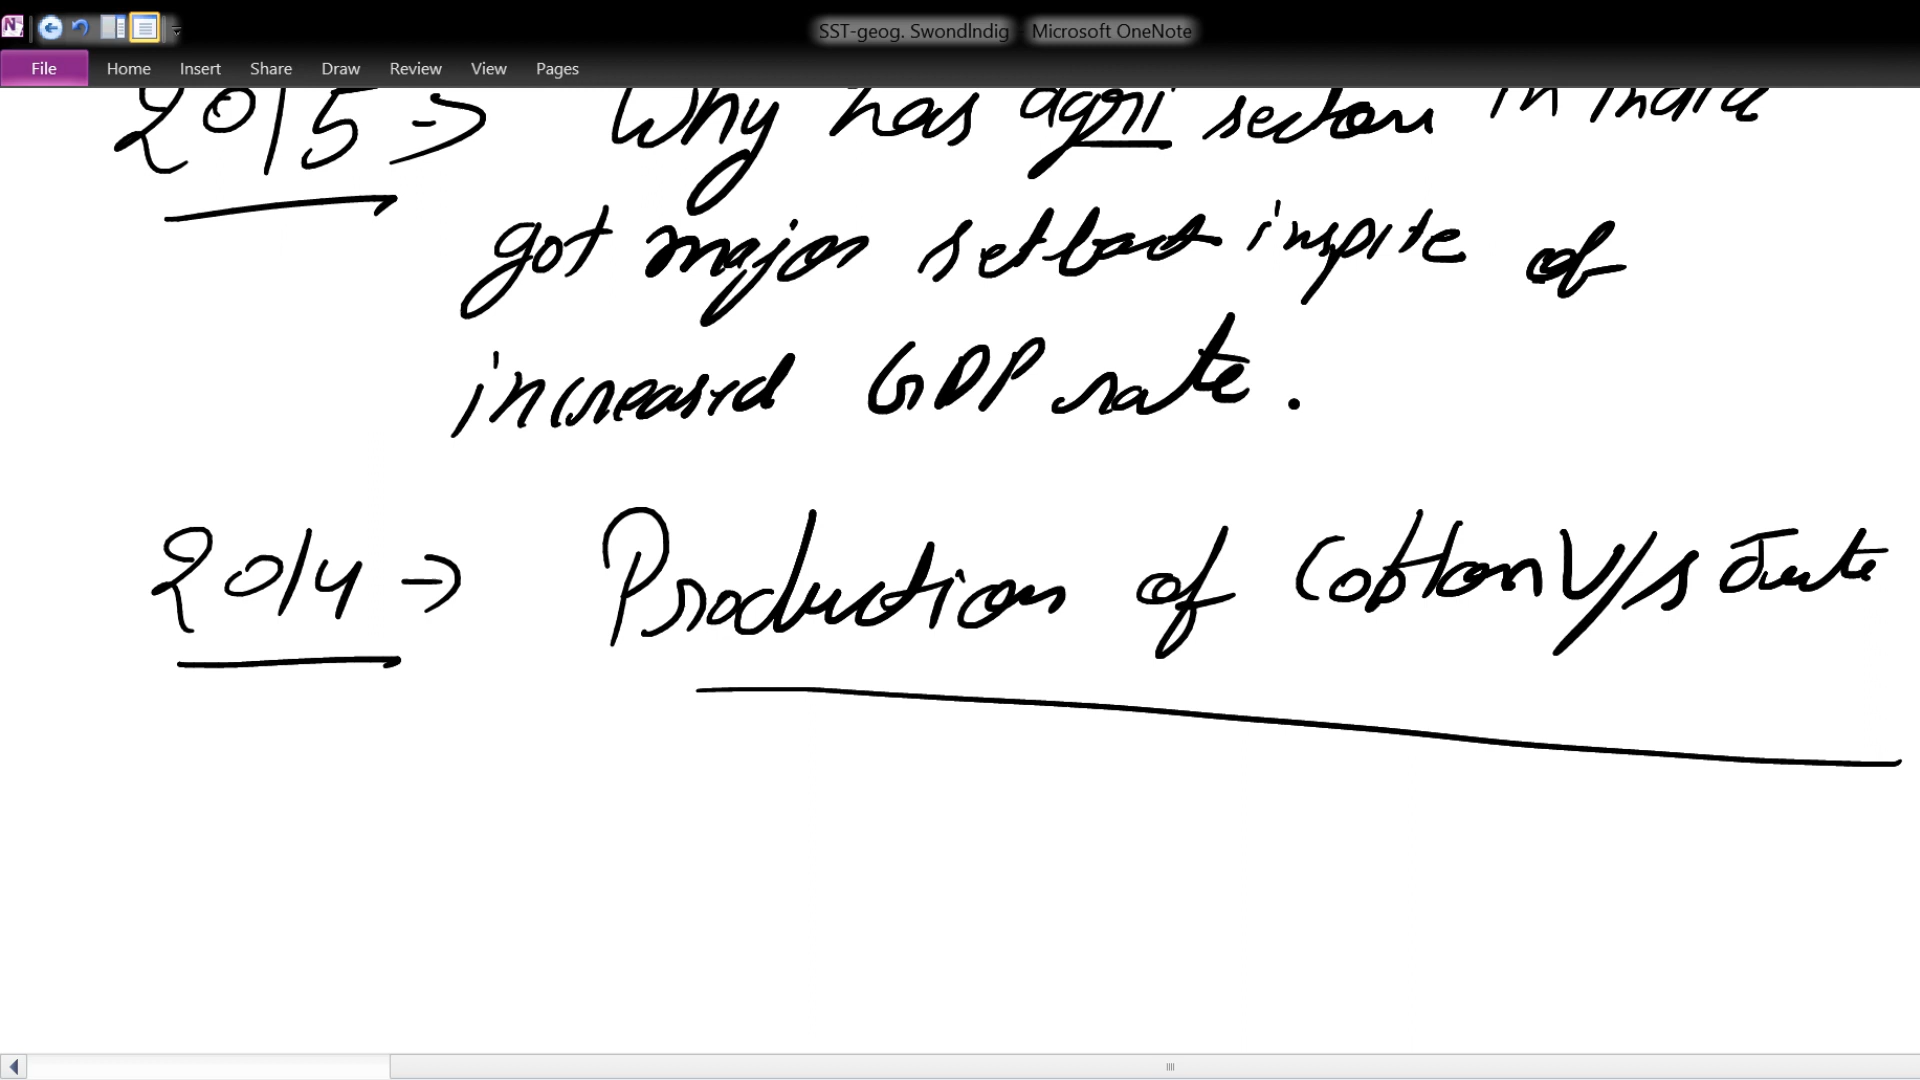 SST-geog. SwondIndig - Microsoft OneNote
File Home Insert Share Draw Review View Pages
2015 => Why has agri sector in India
got major setback inspite of
increased GDP rate.
2014 => Production of Cotton V/s Jute